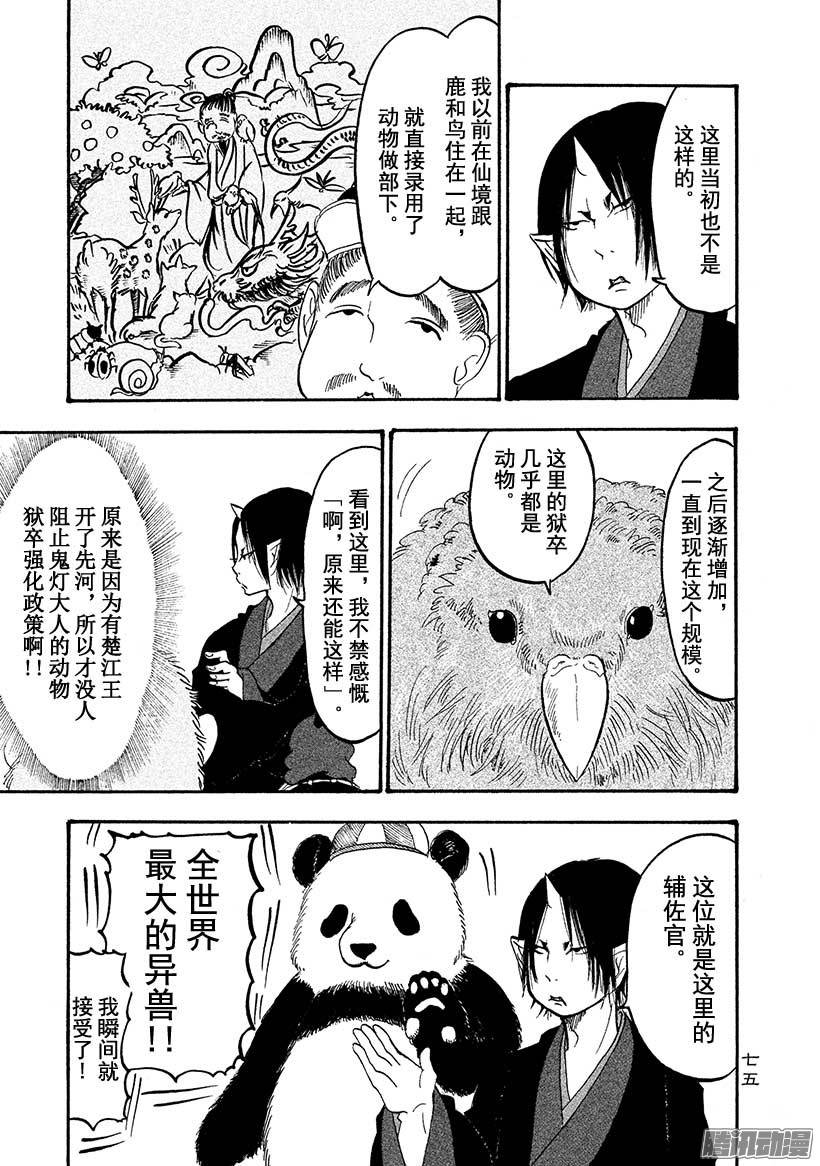 这里当初也不是
这样的。
我以前在仙境跟
鹿和鸟住在一起，
就直接录用了
动物做部下。
之后逐渐增加，
一直到现在这个规模。
这里的狱卒
几乎都是
动物。
看到这里，我不禁感慨
「啊，原来还能这样」。
原来是因为有楚江王
开了先河，所以才没人
阻止鬼灯大人的动物
狱卒强化政策啊!!
这位就是这里的
辅佐官。
全世界
最大的异兽!!
我瞬间就
接受了！
七五
腾讯动漫